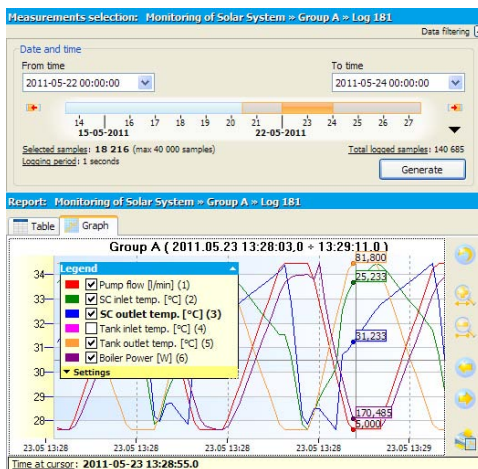 Measurements selection: Monitoring of Solar System » Group A » Log 181
Data filtering
Date and time
From time
To time
2011-05-22 00:00:00
2011-05-24 00:00:00
14 16 17 18 19 20 21 23 24 25 26 27
15-05-2011 22-05-2011
Selected samples: 18 216 (max 40 000 samples)
Total logged samples: 140 685
Logging period: 1 seconds
Generate
Report: Monitoring of Solar System » Group A » Log 181
Table Graph
Group A ( 2011.05.23 13:28:03,0 ÷ 13:29:11.0 )
81,800
25,233
31,233
170,485
5,000
34
33
32
31
30
29
28
Legend
Pump flow [l/min] (1)
SC inlet temp. [°C] (2)
SC outlet temp. [°C] (3)
Tank inlet temp. [°C] (4)
Tank outlet temp. [°C] (5)
Boiler Power [W] (6)
Settings
23.05 13:28 23.05 13:28 23.05 13:28 23.05 13:28 23.05 13:29
Time at cursor: 2011-05-23 13:28:55.0